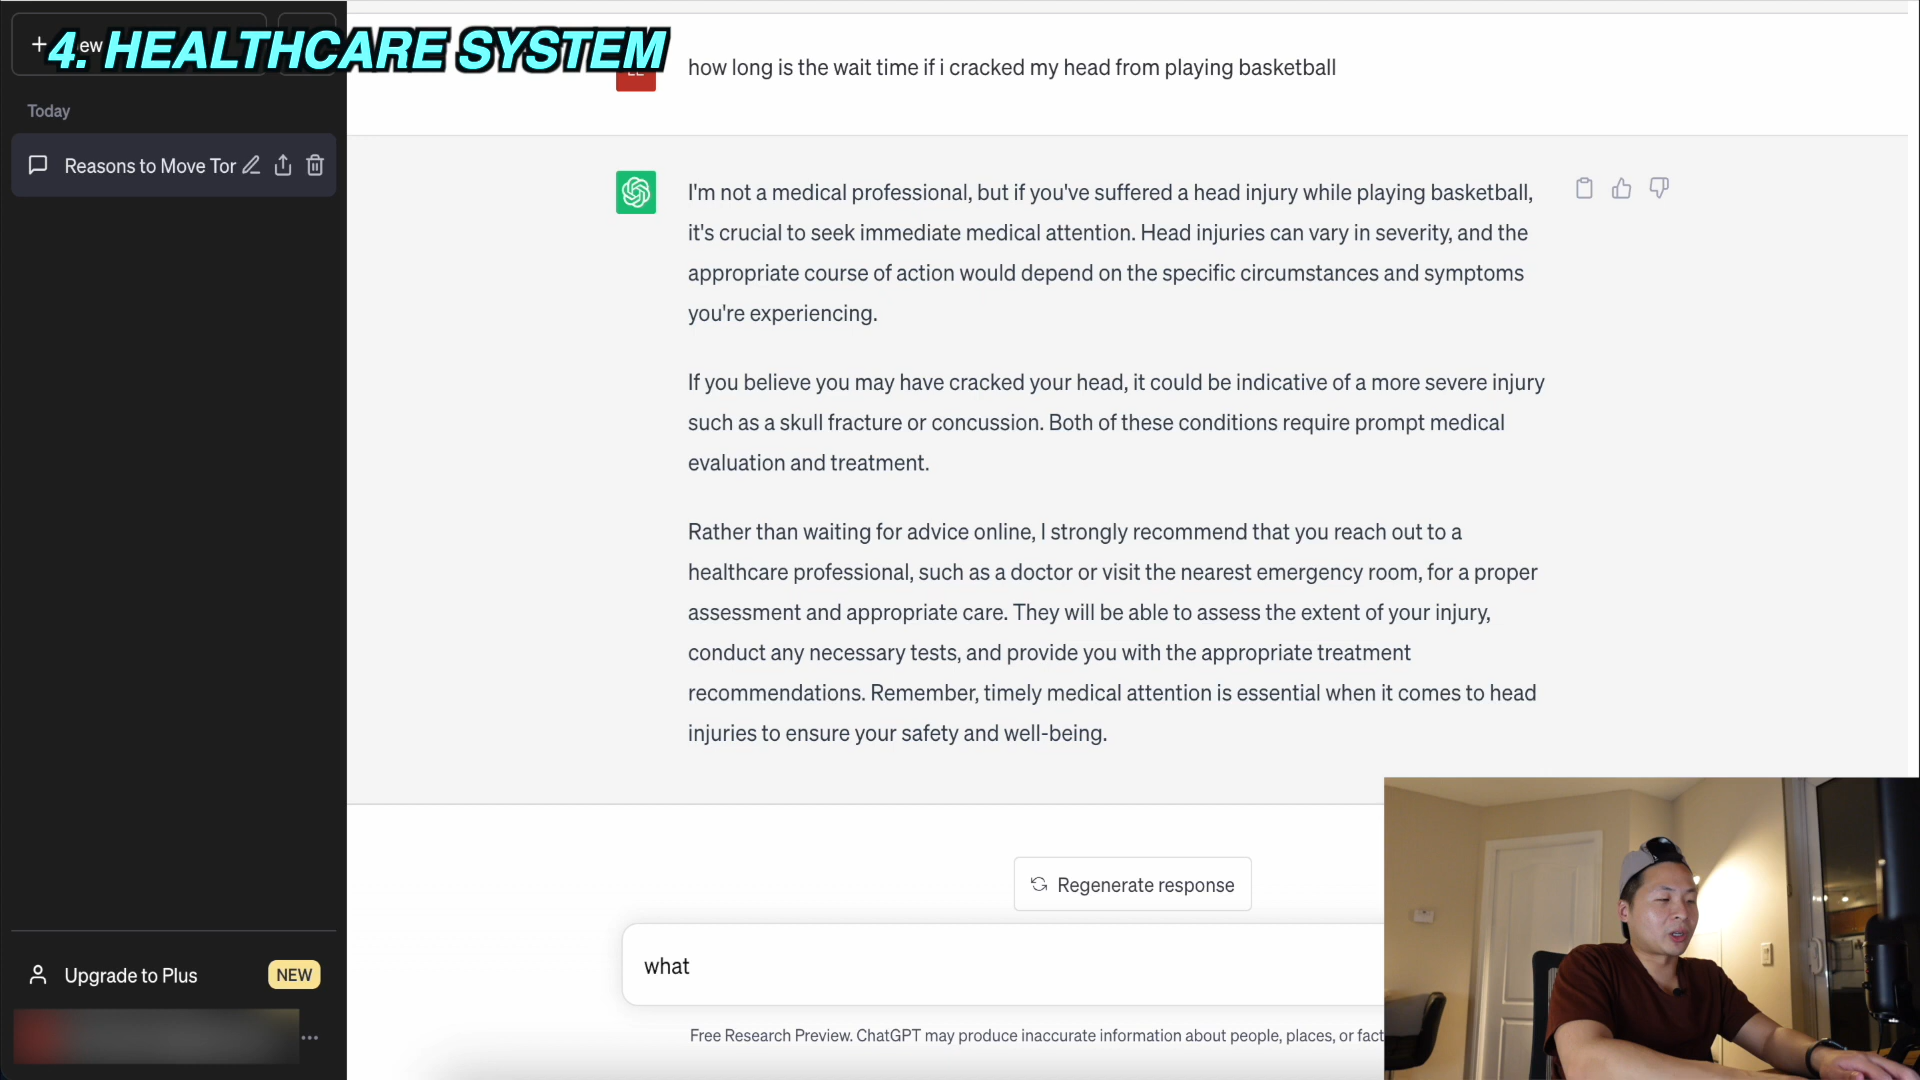 4. HEALTHCARE SYSTEM
Today
Reasons to Move Tor
how long is the wait time if i cracked my head from playing basketball
I'm not a medical professional, but if you've suffered a head injury while playing basketball,
it's crucial to seek immediate medical attention. Head injuries can vary in severity, and the
appropriate course of action would depend on the specific circumstances and symptoms
you're experiencing.
If you believe you may have cracked your head, it could be indicative of a more severe injury
such as a skull fracture or concussion. Both of these conditions require prompt medical
evaluation and treatment.
Rather than waiting for advice online, I strongly recommend that you reach out to a
healthcare professional, such as a doctor or visit the nearest emergency room, for a proper
assessment and appropriate care. They will be able to assess the extent of your injury,
conduct any necessary tests, and provide you with the appropriate treatment
recommendations. Remember, timely medical attention is essential when it comes to head
injuries to ensure your safety and well-being.
Regenerate response
what
Free Research Preview. ChatGPT may produce inaccurate information about people, places, or fact
Upgrade to Plus
NEW